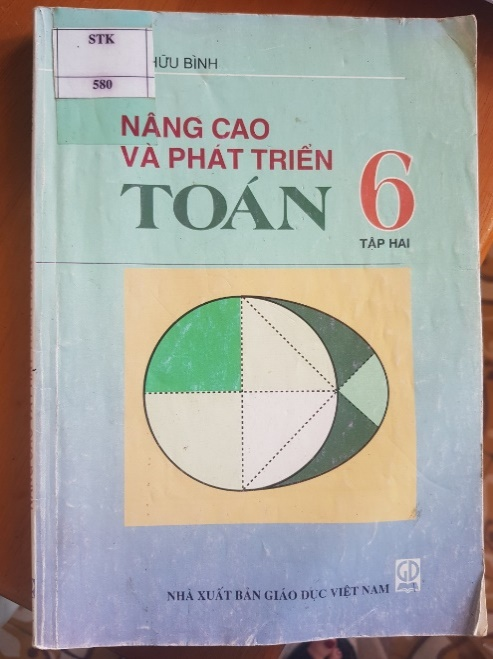 STK
580
HỮU BÌNH
NÂNG CAO
VÀ PHÁT TRIỂN
TOÁN 6
TẬP HAI
NHÀ XUẤT BẢN GIÁO DỤC VIỆT NAM
GD